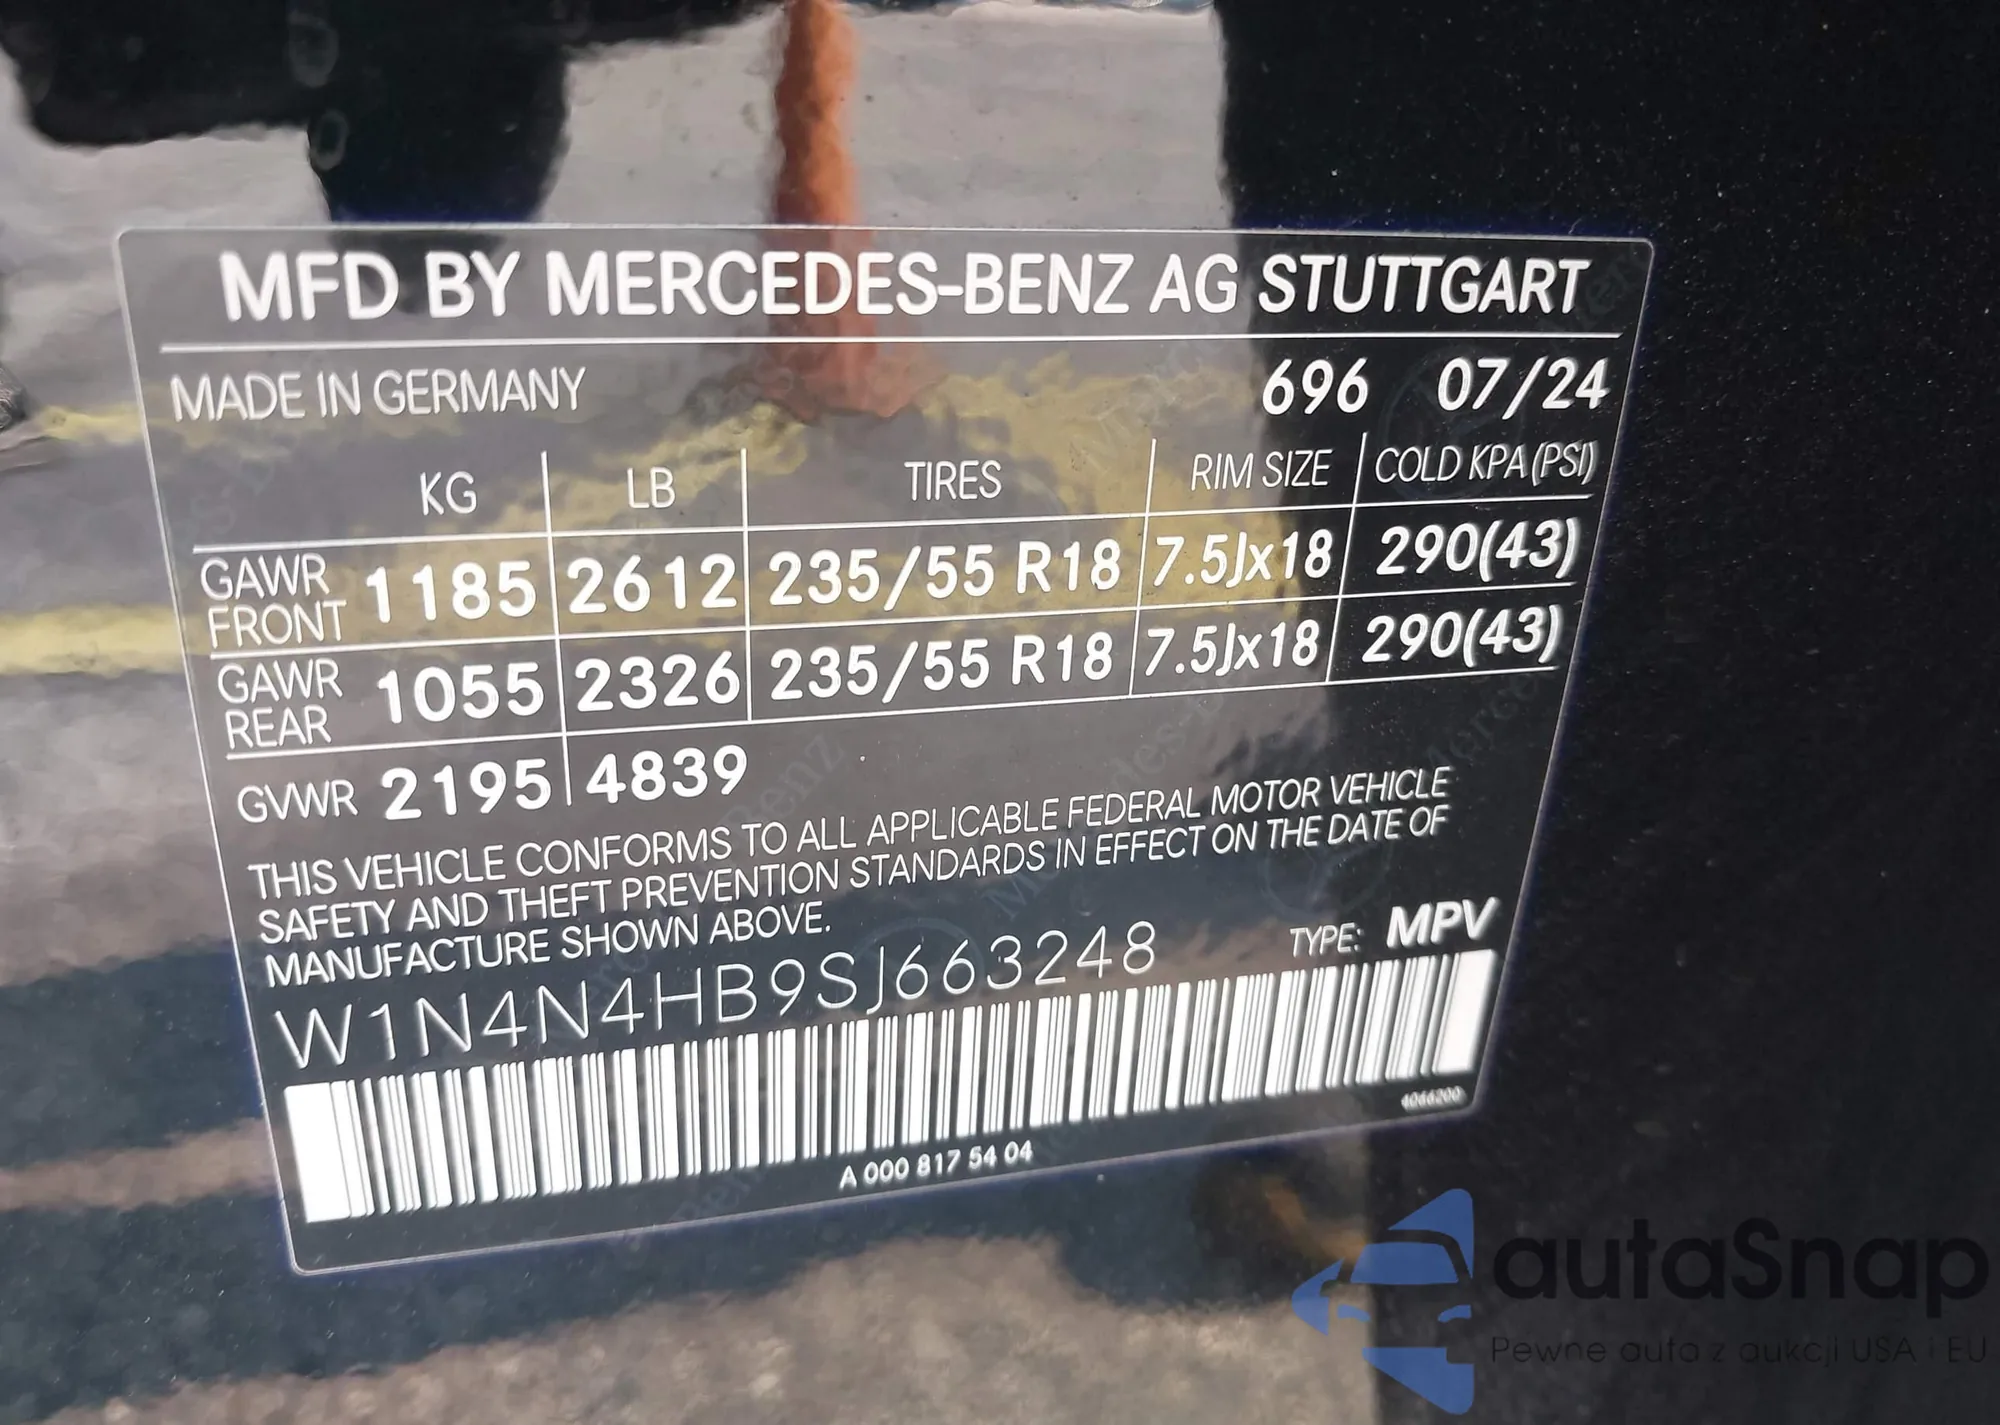 MFD BY MERCEDES-BENZ AG STUTTGART
MADE IN GERMANY 696 07/24
KG LB TIRES RIM SIZE COLD KPA (PSI)
GAWR FRONT 1185 2612 235/55 R18 7.5Jx18 290(43)
GAWR REAR 1055 2326 235/55 R18 7.5Jx18 290(43)
GVWR 2195 4839
THIS VEHICLE CONFORMS TO ALL APPLICABLE FEDERAL MOTOR VEHICLE
SAFETY AND THEFT PREVENTION STANDARDS IN EFFECT ON THE DATE OF
MANUFACTURE SHOWN ABOVE.
W1N4N4HB9SJ663248 TYPE: MPV
4066200
A 000 817 54 04
autaSnap
Pewne auta z aukcji USA i EU